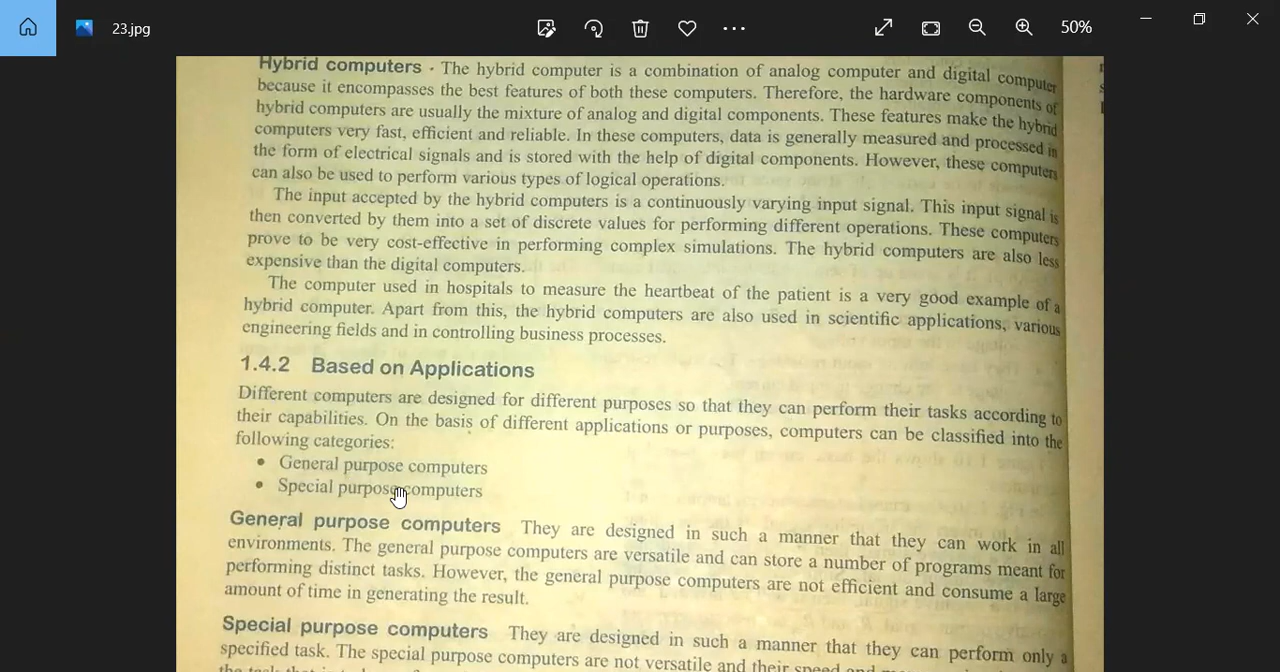 23.jpg
50%
Hybrid computers - The hybrid computer is a combination of analog computer and digital computer
because it encompasses the best features of both these computers. Therefore, the hardware components of
hybrid computers are usually the mixture of analog and digital components. These features make the hybrid
computers very fast, efficient and reliable. In these computers, data is generally measured and processed in
the form of electrical signals and is stored with the help of digital components. However, these computers
can also be used to perform various types of logical operations.
The input accepted by the hybrid computers is a continuously varying input signal. This input signal is
then converted by them into a set of discrete values for performing different operations. These computers
prove to be very cost-effective in performing complex simulations. The hybrid computers are also less
expensive than the digital computers.
The computer used in hospitals to measure the heartbeat of the patient is a very good example of a
hybrid computer. Apart from this, the hybrid computers are also used in scientific applications, various
engineering fields and in controlling business processes.
1.4.2 Based on Applications
Different computers are designed for different purposes so that they can perform their tasks according to
their capabilities. On the basis of different applications or purposes, computers can be classified into the
following categories:
• General purpose computers
• Special purpose computers
General purpose computers They are designed in such a manner that they can work in all
environments. The general purpose computers are versatile and can store a number of programs meant for
performing distinct tasks. However, the general purpose computers are not efficient and consume a large
amount of time in generating the result.
Special purpose computers They are designed in such a manner that they can perform only a
specified task. The special purpose computers are not versatile and their speed and